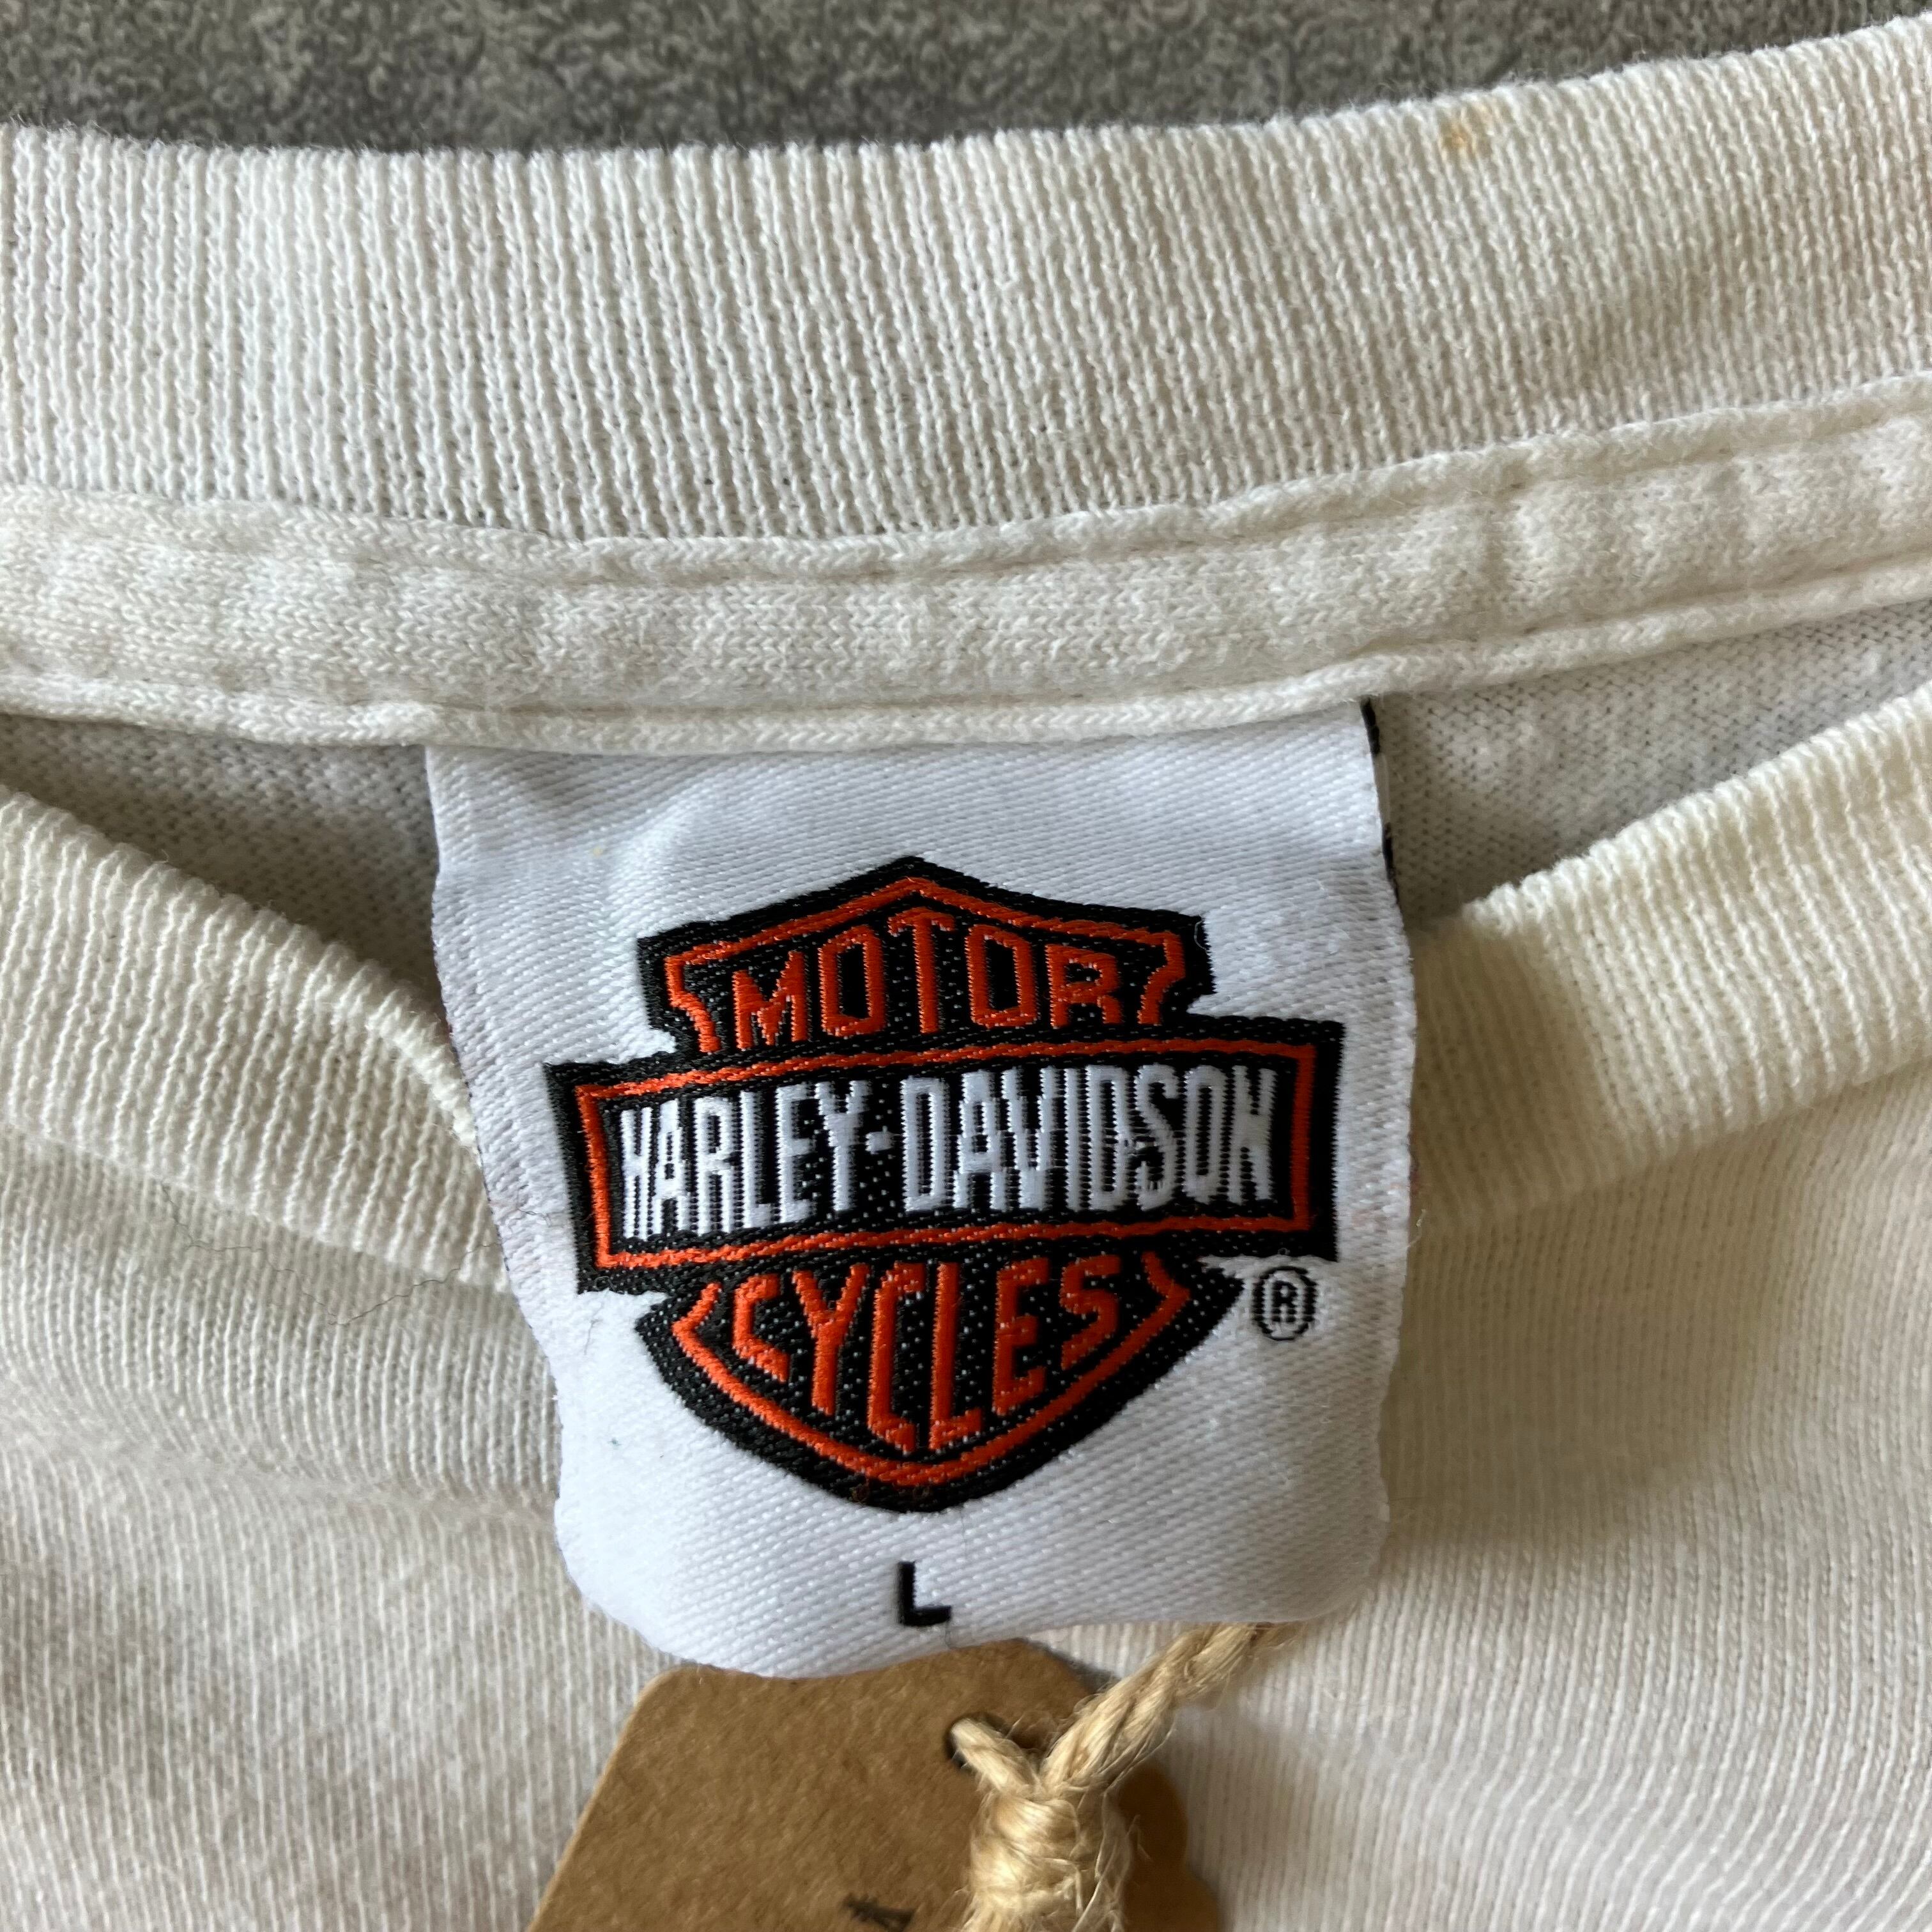 MOTOR
HARLEY-DAVIDSON
CYCLES
®
L